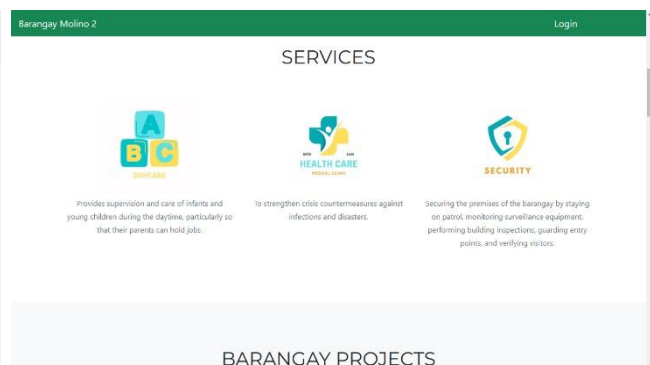 Barangay Molino 2
Login
SERVICES
A
B C
DAYCARE
HEALTH CARE
MEDICAL CLINIC
SECURITY
Provides supervision and care of infants and
young children during the daytime, particularly so
that their parents can hold jobs.
To strengthen crisis countermeasures against
infections and disasters.
Securing the premises of the barangay by staying
on patrol, monitoring surveillance equipment,
performing building inspections, guarding entry
points, and verifying visitors.
BARANGAY PROJECTS